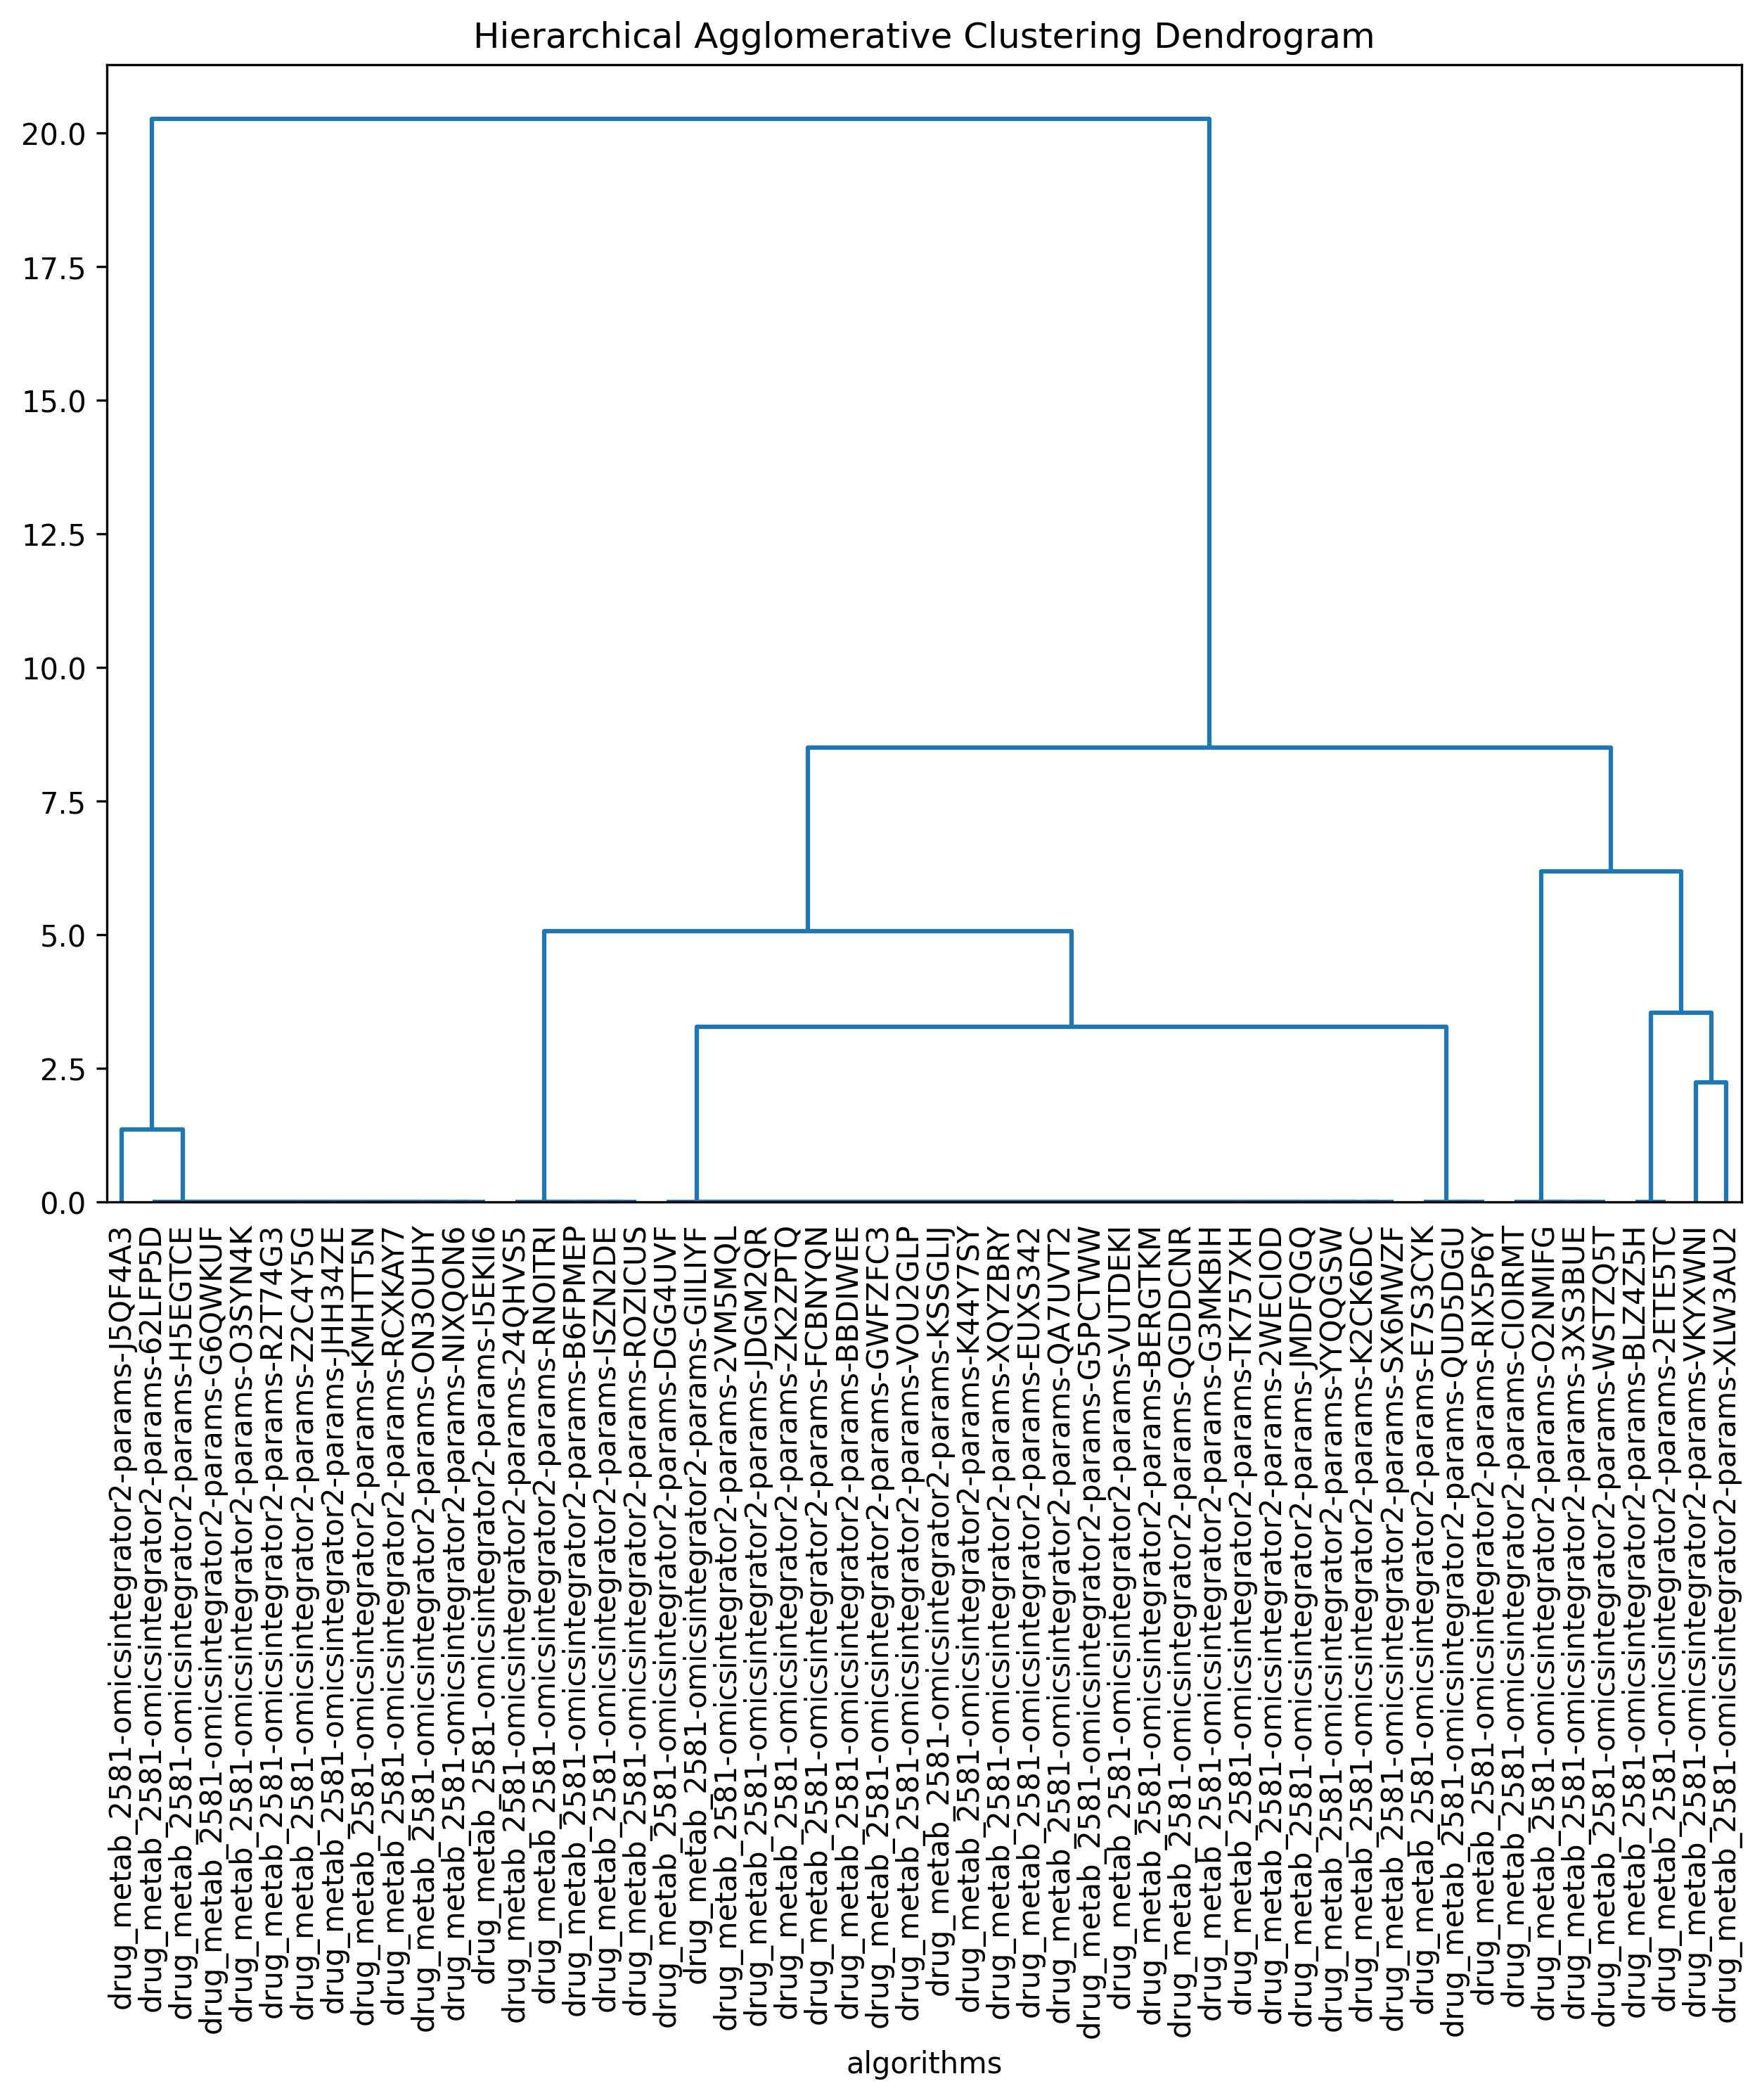 Hierarchical Agglomerative Clustering Dendrogram
20.0
17.5
15.0
12.5
10.0
7.5
5.0
2.5
0.0
drug_metab_2581-omicsintegrator2-params-J5QF4A3
drug_metab_2581-omicsintegrator2-params-62LFP5D
drug_metab_2581-omicsintegrator2-params-H5EGTCE
drug_metab_2581-omicsintegrator2-params-G6QWKUF
drug_metab_2581-omicsintegrator2-params-O3SYN4K
drug_metab_2581-omicsintegrator2-params-R2T74G3
drug_metab_2581-omicsintegrator2-params-Z2C4Y5G
drug_metab_2581-omicsintegrator2-params-JHH34ZE
drug_metab_2581-omicsintegrator2-params-KMHTT5N
drug_metab_2581-omicsintegrator2-params-RCXKAY7
drug_metab_2581-omicsintegrator2-params-ON3OUHY
drug_metab_2581-omicsintegrator2-params-NIXQON6
drug_metab_2581-omicsintegrator2-params-I5EKII6
drug_metab_2581-omicsintegrator2-params-24QHVS5
drug_metab_2581-omicsintegrator2-params-RNOITRI
drug_metab_2581-omicsintegrator2-params-B6FPMEP
drug_metab_2581-omicsintegrator2-params-ISZN2DE
drug_metab_2581-omicsintegrator2-params-ROZICUS
drug_metab_2581-omicsintegrator2-params-DGG4UVF
drug_metab_2581-omicsintegrator2-params-GIILIYF
drug_metab_2581-omicsintegrator2-params-2VM5MQL
drug_metab_2581-omicsintegrator2-params-JDGM2QR
drug_metab_2581-omicsintegrator2-params-ZK2ZPTQ
drug_metab_2581-omicsintegrator2-params-FCBNYQN
drug_metab_2581-omicsintegrator2-params-BBDIWEE
drug_metab_2581-omicsintegrator2-params-GWFZFC3
drug_metab_2581-omicsintegrator2-params-VOU2GLP
drug_metab_2581-omicsintegrator2-params-KSSGLIJ
drug_metab_2581-omicsintegrator2-params-K44Y7SY
drug_metab_2581-omicsintegrator2-params-XQYZBRY
drug_metab_2581-omicsintegrator2-params-EUXS342
drug_metab_2581-omicsintegrator2-params-QA7UVT2
drug_metab_2581-omicsintegrator2-params-G5PCTWW
drug_metab_2581-omicsintegrator2-params-VUTDEKI
drug_metab_2581-omicsintegrator2-params-BERGTKM
drug_metab_2581-omicsintegrator2-params-QGDDCNR
drug_metab_2581-omicsintegrator2-params-G3MKBIH
drug_metab_2581-omicsintegrator2-params-TK757XH
drug_metab_2581-omicsintegrator2-params-2WECIOD
drug_metab_2581-omicsintegrator2-params-JMDFQGQ
drug_metab_2581-omicsintegrator2-params-YYQQGSW
drug_metab_2581-omicsintegrator2-params-K2CK6DC
drug_metab_2581-omicsintegrator2-params-SX6MWZF
drug_metab_2581-omicsintegrator2-params-E7S3CYK
drug_metab_2581-omicsintegrator2-params-QUD5DGU
drug_metab_2581-omicsintegrator2-params-RIX5P6Y
drug_metab_2581-omicsintegrator2-params-CIOIRMT
drug_metab_2581-omicsintegrator2-params-O2NMIFG
drug_metab_2581-omicsintegrator2-params-3XS3BUE
drug_metab_2581-omicsintegrator2-params-WSTZQ5T
drug_metab_2581-omicsintegrator2-params-BLZ4Z5H
drug_metab_2581-omicsintegrator2-params-2ETE5TC
drug_metab_2581-omicsintegrator2-params-VKYXWNI
drug_metab_2581-omicsintegrator2-params-XLW3AU2
algorithms